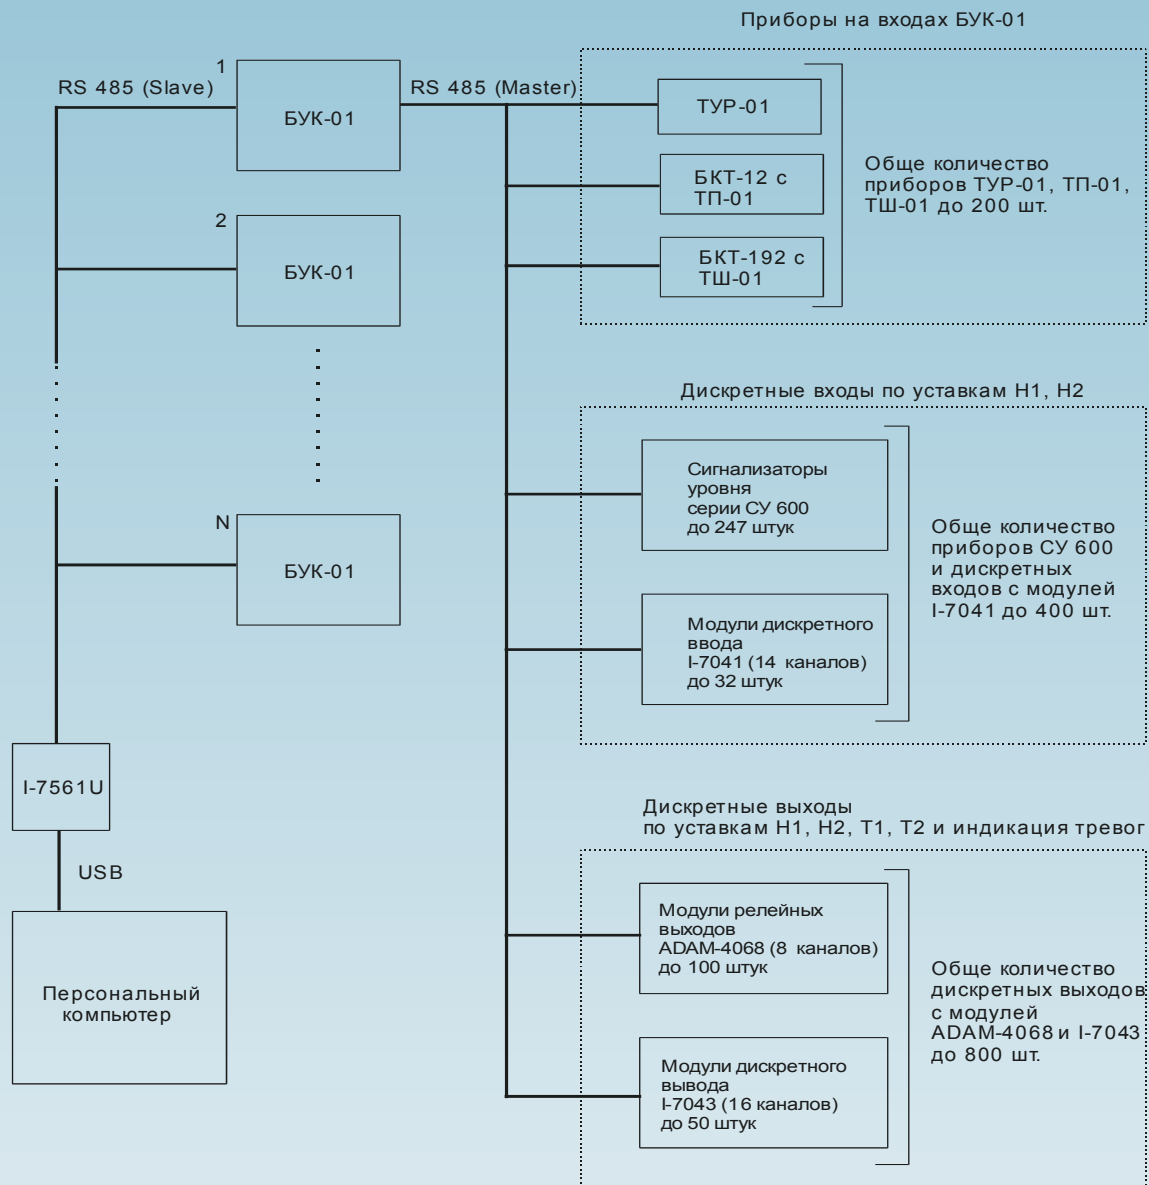 Приборы на входах БУК-01
1
RS 485 (Slave)
БУК-01
RS 485 (Master)
ТУР-01
БКТ-12 с
ТП-01
БКТ-192 с
ТШ-01
Обще количество
приборов ТУР-01, ТП-01,
ТШ-01 до 200 шт.
2
БУК-01
N
БУК-01
Дискретные входы по уставкам Н1, Н2
Сигнализаторы
уровня
серии СУ 600
до 247 штук
Модули дискретного
ввода
I-7041 (14 каналов)
до 32 штук
Обще количество
приборов СУ 600
и дискретных
входов с модулей
I-7041 до 400 шт.
I-7561U
USB
Персональный
компьютер
Дискретные выходы
по уставкам Н1, Н2, Т1, Т2 и индикация тревог
Модули релейных
выходов
ADAM-4068 (8 каналов)
до 100 штук
Модули дискретного
вывода
I-7043 (16 каналов)
до 50 штук
Обще количество
дискретных выходов
с модулей
ADAM-4068 и I-7043
до 800 шт.